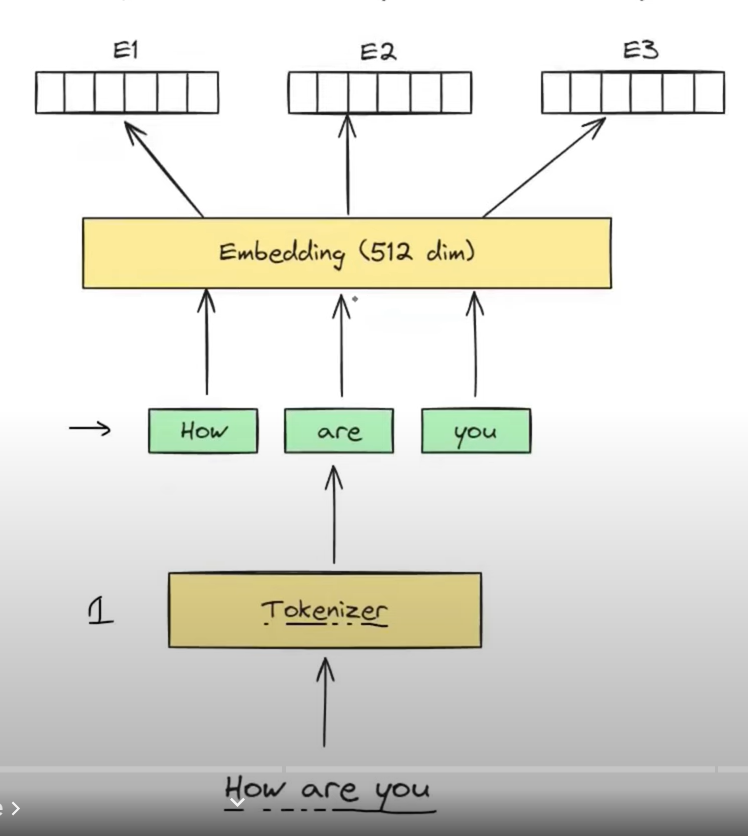 E1 E2 E3
Embedding (512 dim)
How are you
1 Tokenizer
How are you